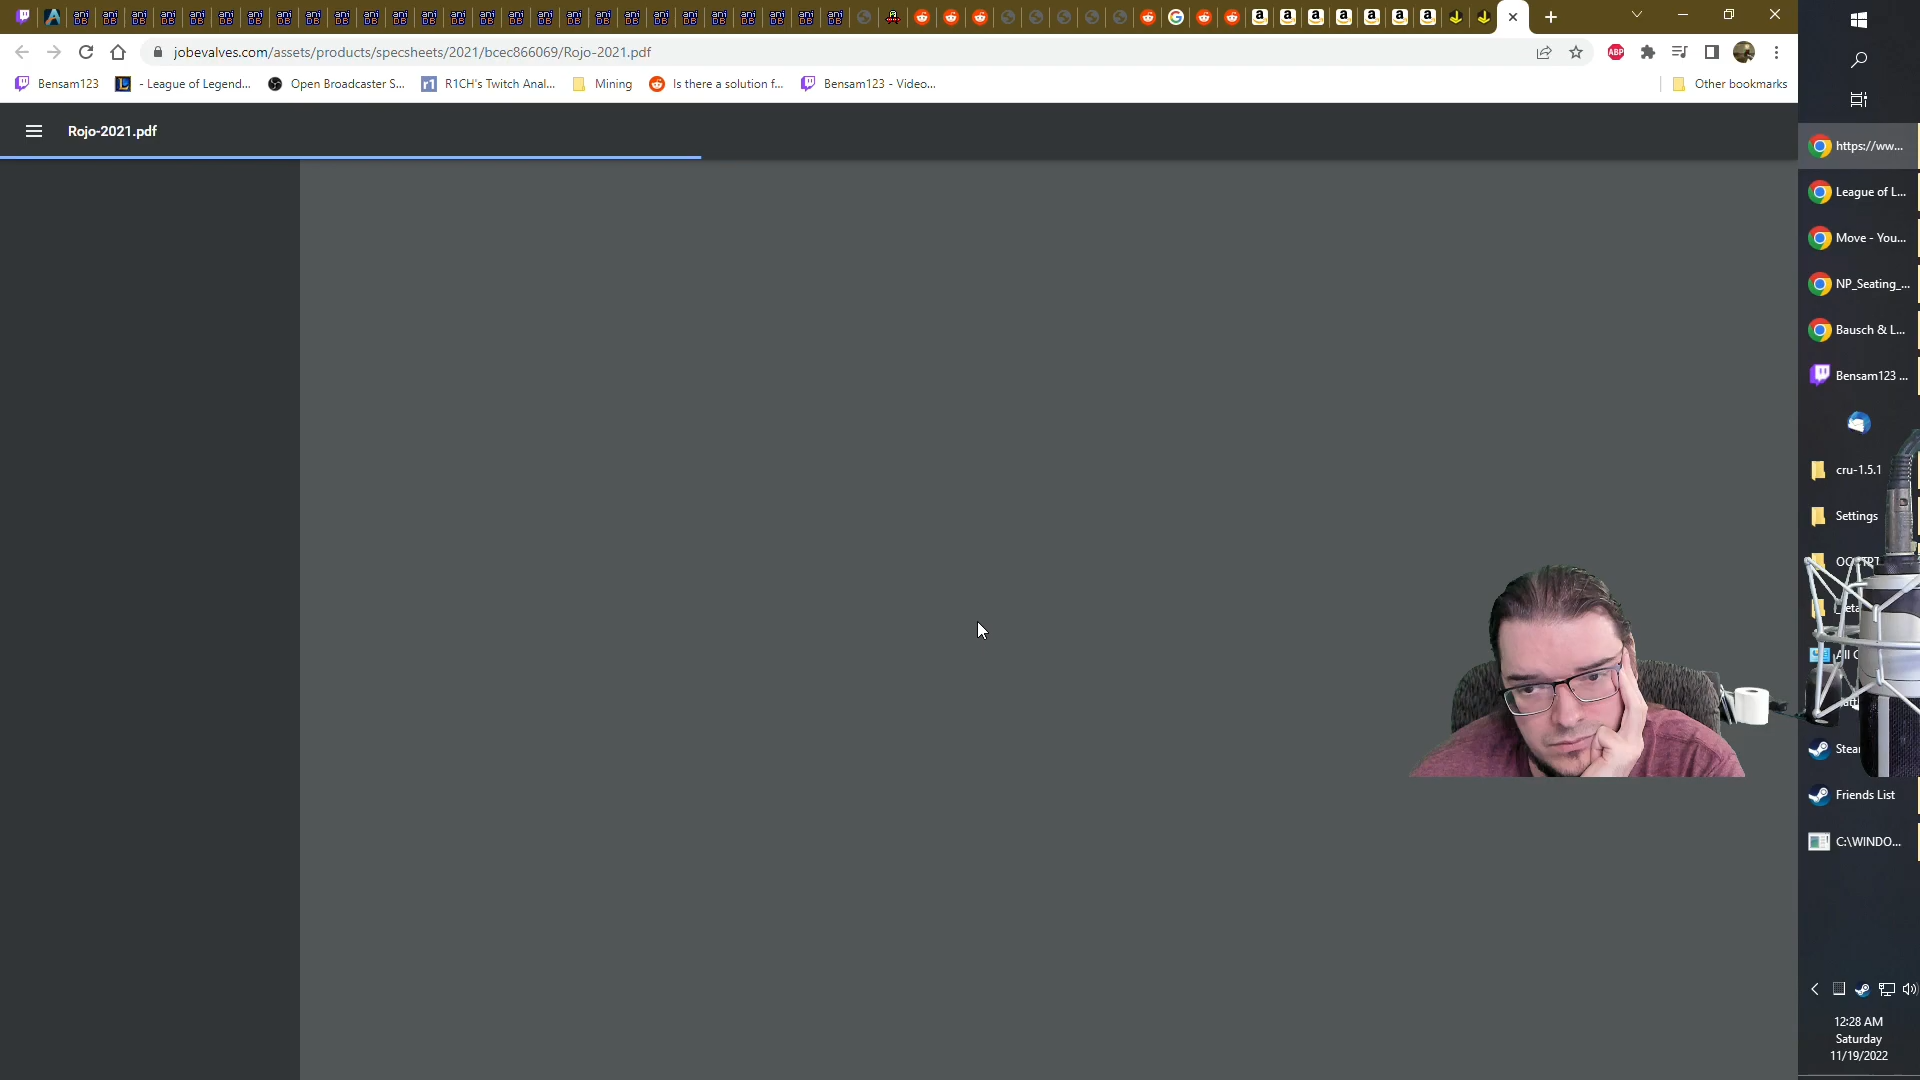 jobevalves.com/assets/products/specsheets/2021/bcec866069/Rojo-2021.pdf
ABP
Bensam123
- League of Legend...
Open Broadcaster S...
r1 R1CH's Twitch Anal...
Mining
Is there a solution f...
Bensam123 - Video...
Other bookmarks
Rojo-2021.pdf
https://ww...
League of L...
Move - You...
NP_Seating_...
Bausch & L...
Bensam123 ...
cru-1.5.1
Settings
Friends List
C:\WINDO...
12:28 AM
Saturday
11/19/2022